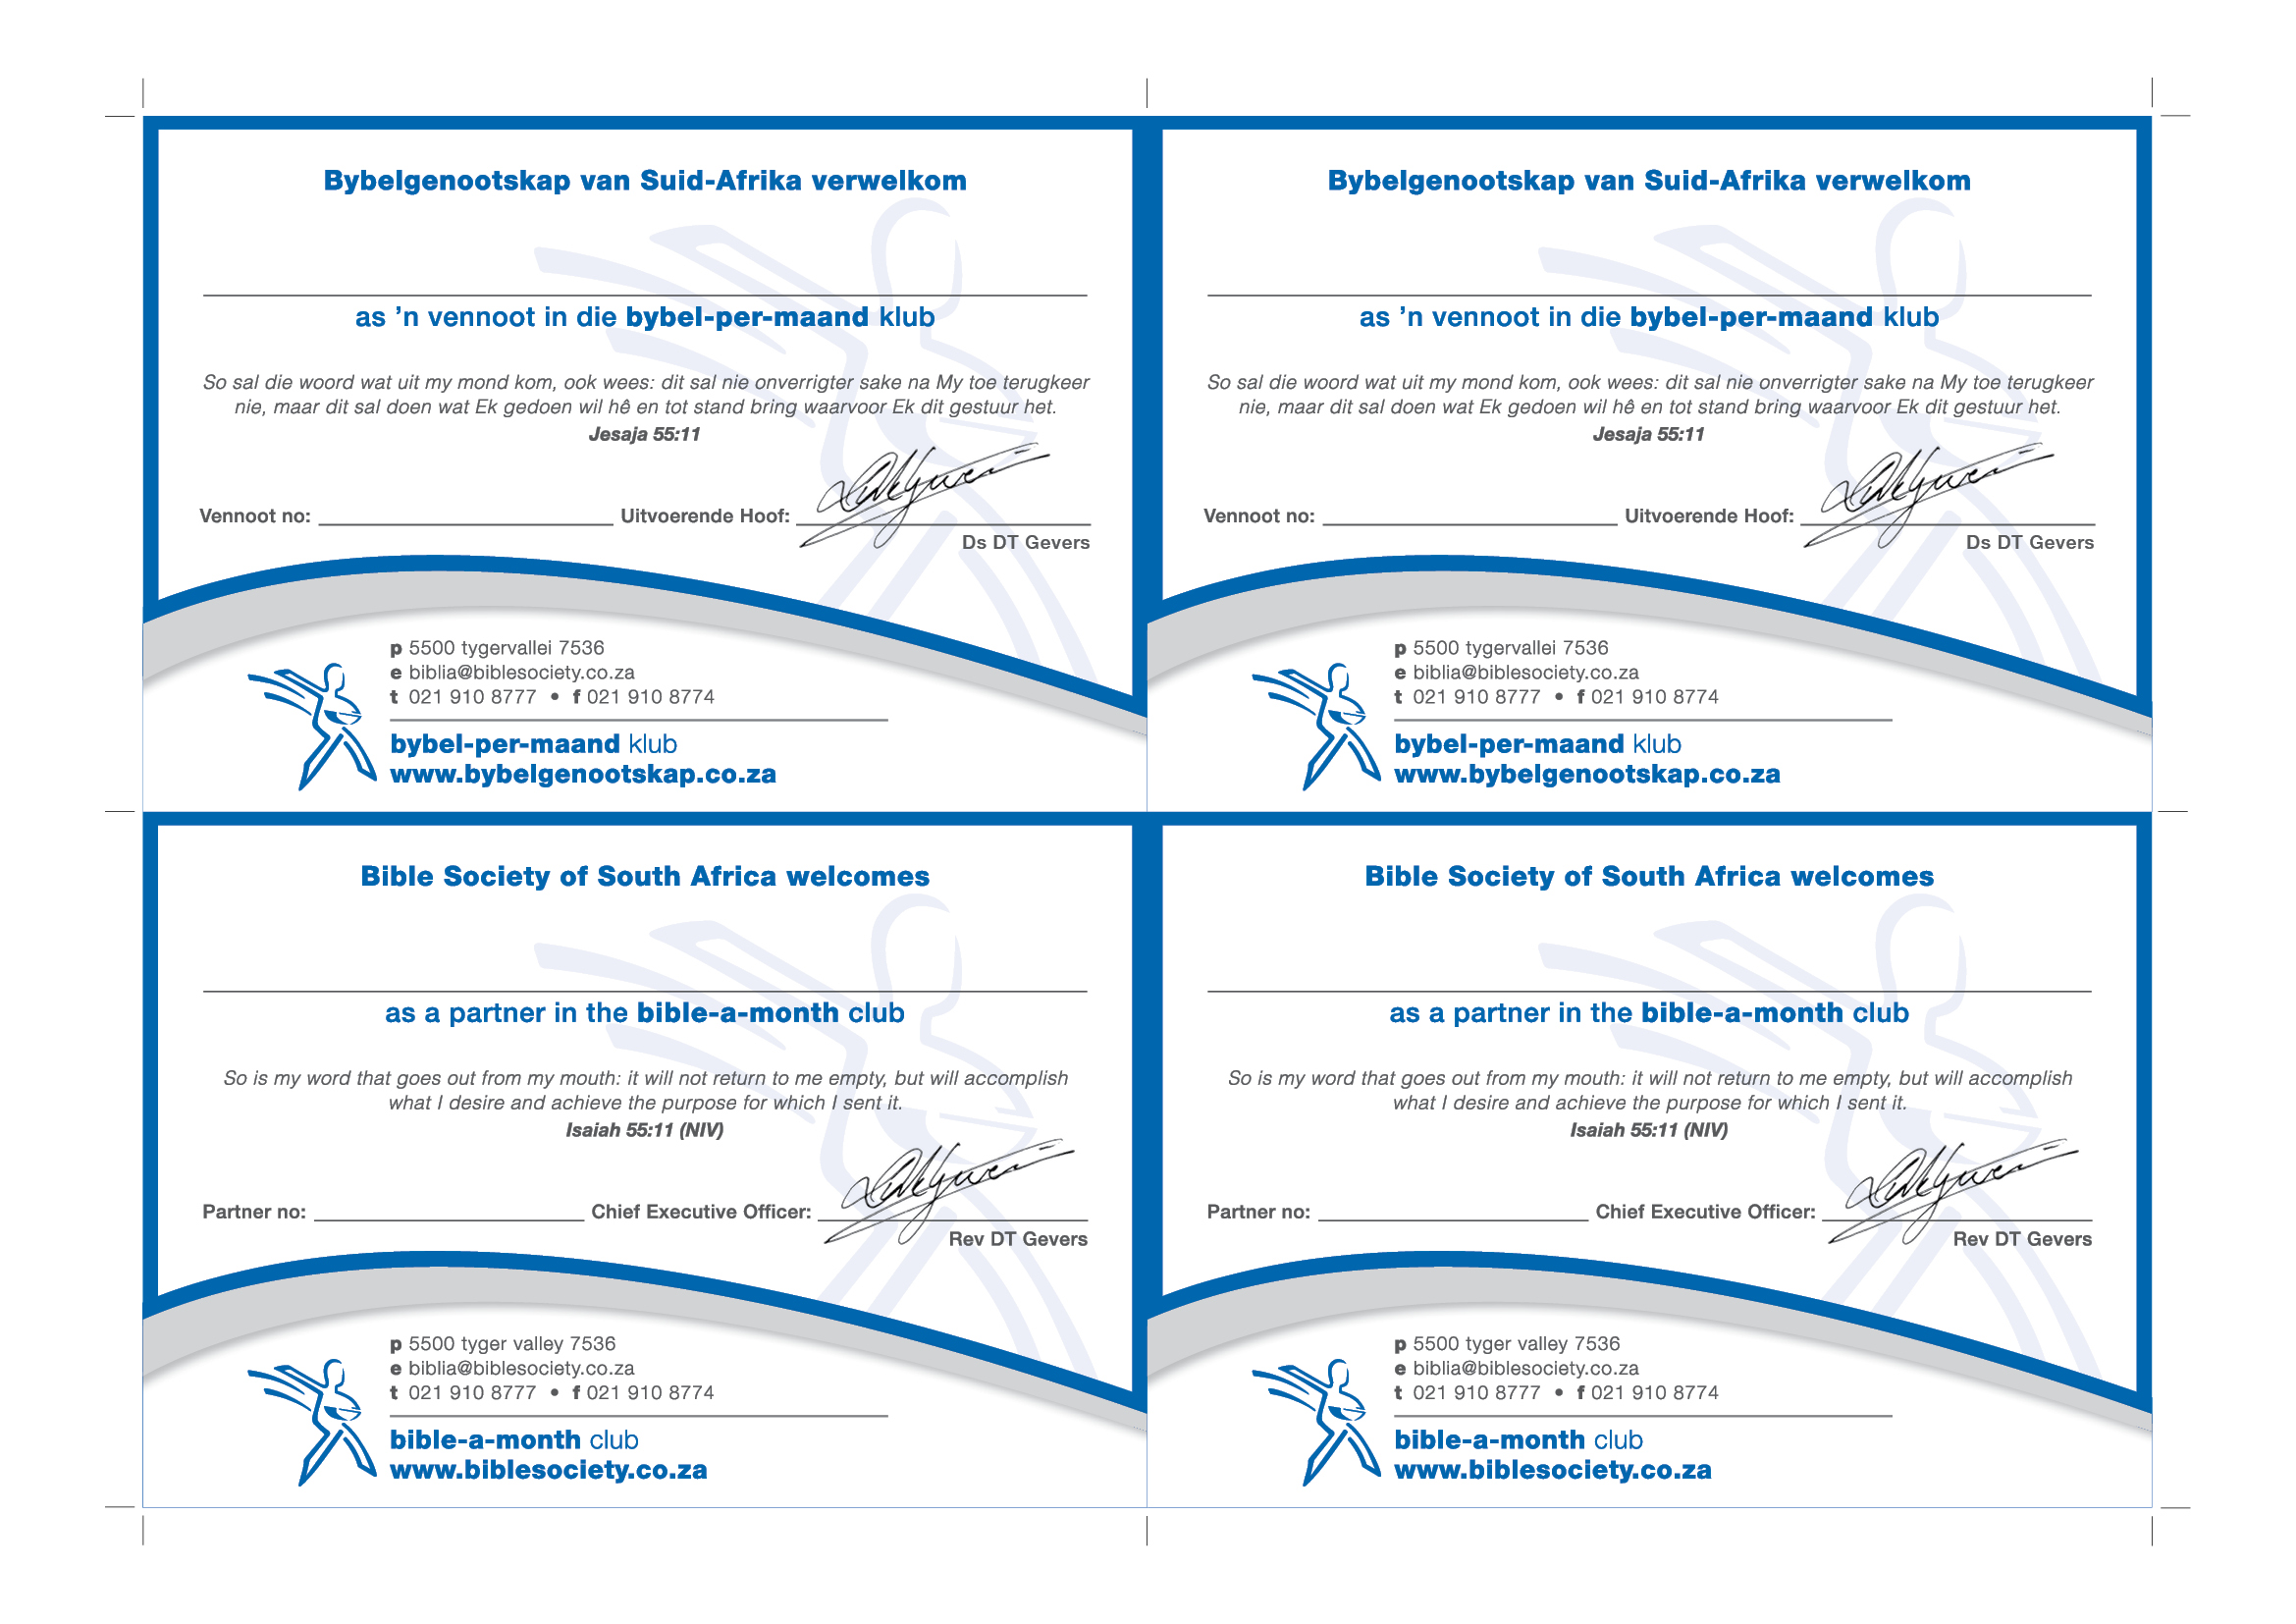 Bybelgenootskap van Suid-Afrika verwelkom
as ’n vennoot in die bybel-per-maand klub
So sal die woord wat uit my mond kom, ook wees: dit sal nie onverrigter sake na My toe terugkeer
nie, maar dit sal doen wat Ek gedoen wil hê en tot stand bring waarvoor Ek dit gestuur het.
Jesaja 55:11
Vennoot no: Uitvoerende Hoof:
Ds DT Gevers
p 5500 tygervallei 7536
e biblia@biblesociety.co.za
t 021 910 8777 • f 021 910 8774
bybel-per-maand klub
www.bybelgenootskap.co.za
Bybelgenootskap van Suid-Afrika verwelkom
as ’n vennoot in die bybel-per-maand klub
So sal die woord wat uit my mond kom, ook wees: dit sal nie onverrigter sake na My toe terugkeer
nie, maar dit sal doen wat Ek gedoen wil hê en tot stand bring waarvoor Ek dit gestuur het.
Jesaja 55:11
Vennoot no: Uitvoerende Hoof:
Ds DT Gevers
p 5500 tygervallei 7536
e biblia@biblesociety.co.za
t 021 910 8777 • f 021 910 8774
bybel-per-maand klub
www.bybelgenootskap.co.za
Bible Society of South Africa welcomes
as a partner in the bible-a-month club
So is my word that goes out from my mouth: it will not return to me empty, but will accomplish
what I desire and achieve the purpose for which I sent it.
Isaiah 55:11 (NIV)
Partner no: Chief Executive Officer:
Rev DT Gevers
p 5500 tyger valley 7536
e biblia@biblesociety.co.za
t 021 910 8777 • f 021 910 8774
bible-a-month club
www.biblesociety.co.za
Bible Society of South Africa welcomes
as a partner in the bible-a-month club
So is my word that goes out from my mouth: it will not return to me empty, but will accomplish
what I desire and achieve the purpose for which I sent it.
Isaiah 55:11 (NIV)
Partner no: Chief Executive Officer:
Rev DT Gevers
p 5500 tyger valley 7536
e biblia@biblesociety.co.za
t 021 910 8777 • f 021 910 8774
bible-a-month club
www.biblesociety.co.za